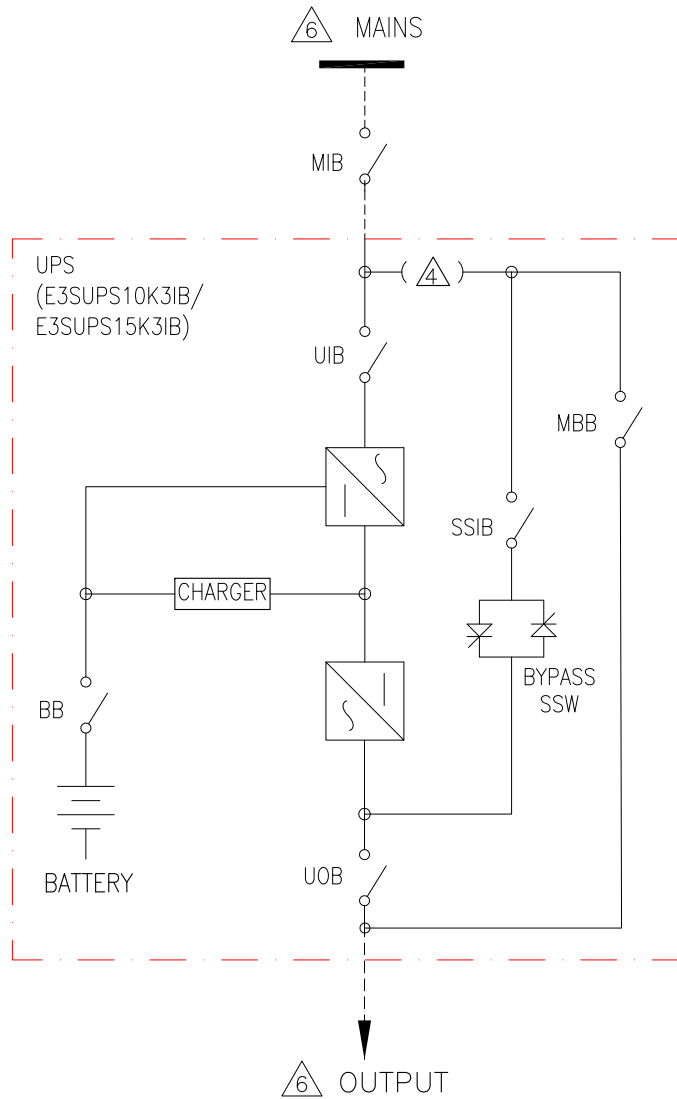 6 MAINS
MIB
UPS
(E3SUPS10K3IB/
E3SUPS15K3IB)
( 4 )
UIB
MBB
SSIB
CHARGER
BYPASS
SSW
BB
BATTERY
UOB
6 OUTPUT